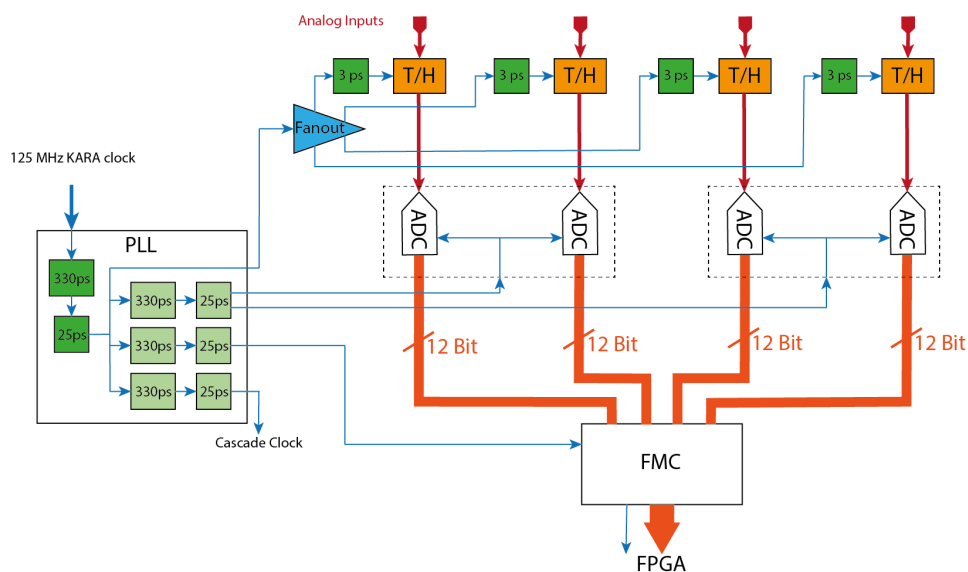 Analog Inputs
3 ps
T/H
3 ps
T/H
3 ps
T/H
3 ps
T/H
Fanout
125 MHz KARA clock
ADC
ADC
ADC
ADC
PLL
330ps
25ps
330ps
25ps
330ps
25ps
330ps
25ps
12 Bit
12 Bit
12 Bit
12 Bit
Cascade Clock
FMC
FPGA